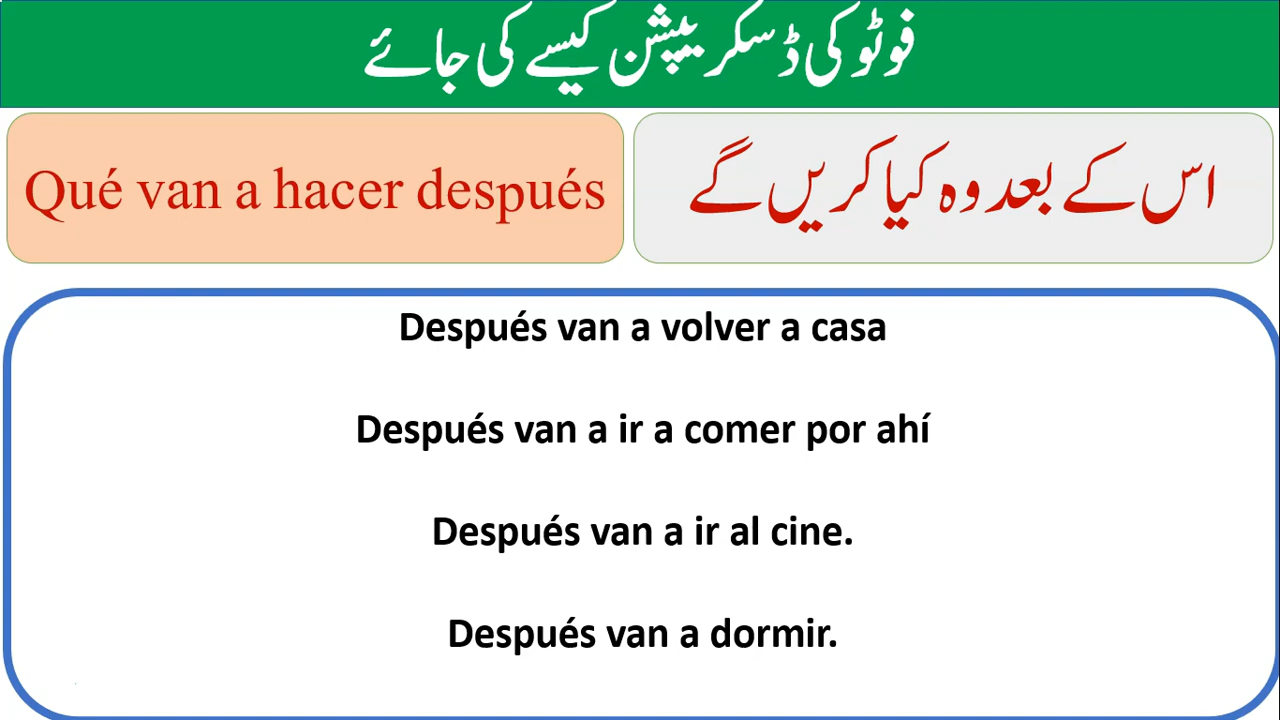 فوٹو کی ڈسکریپشن کیسے کی جائے
Qué van a hacer después
اس کے بعد وہ کیا کریں گے
Después van a volver a casa
Después van a ir a comer por ahí
Después van a ir al cine.
Después van a dormir.